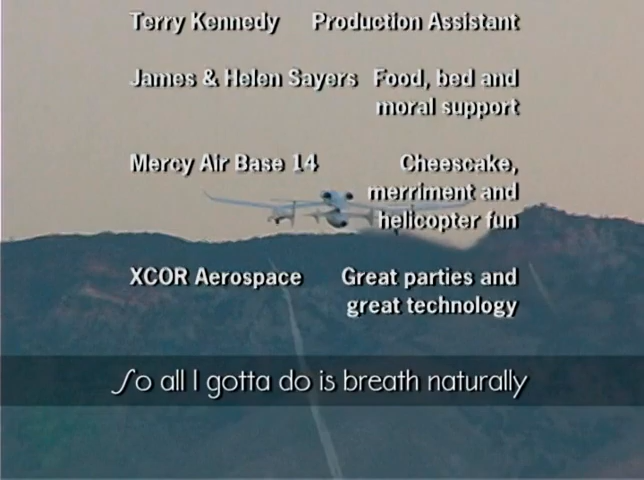 Terry Kennedy Production Assistant
James & Helen Sayers Food, bed and
moral support
Mercy Air Base 14 Cheescake,
merriment and
helicopter fun
XCOR Aerospace Great parties and
great technology
So all I gotta do is breath naturally